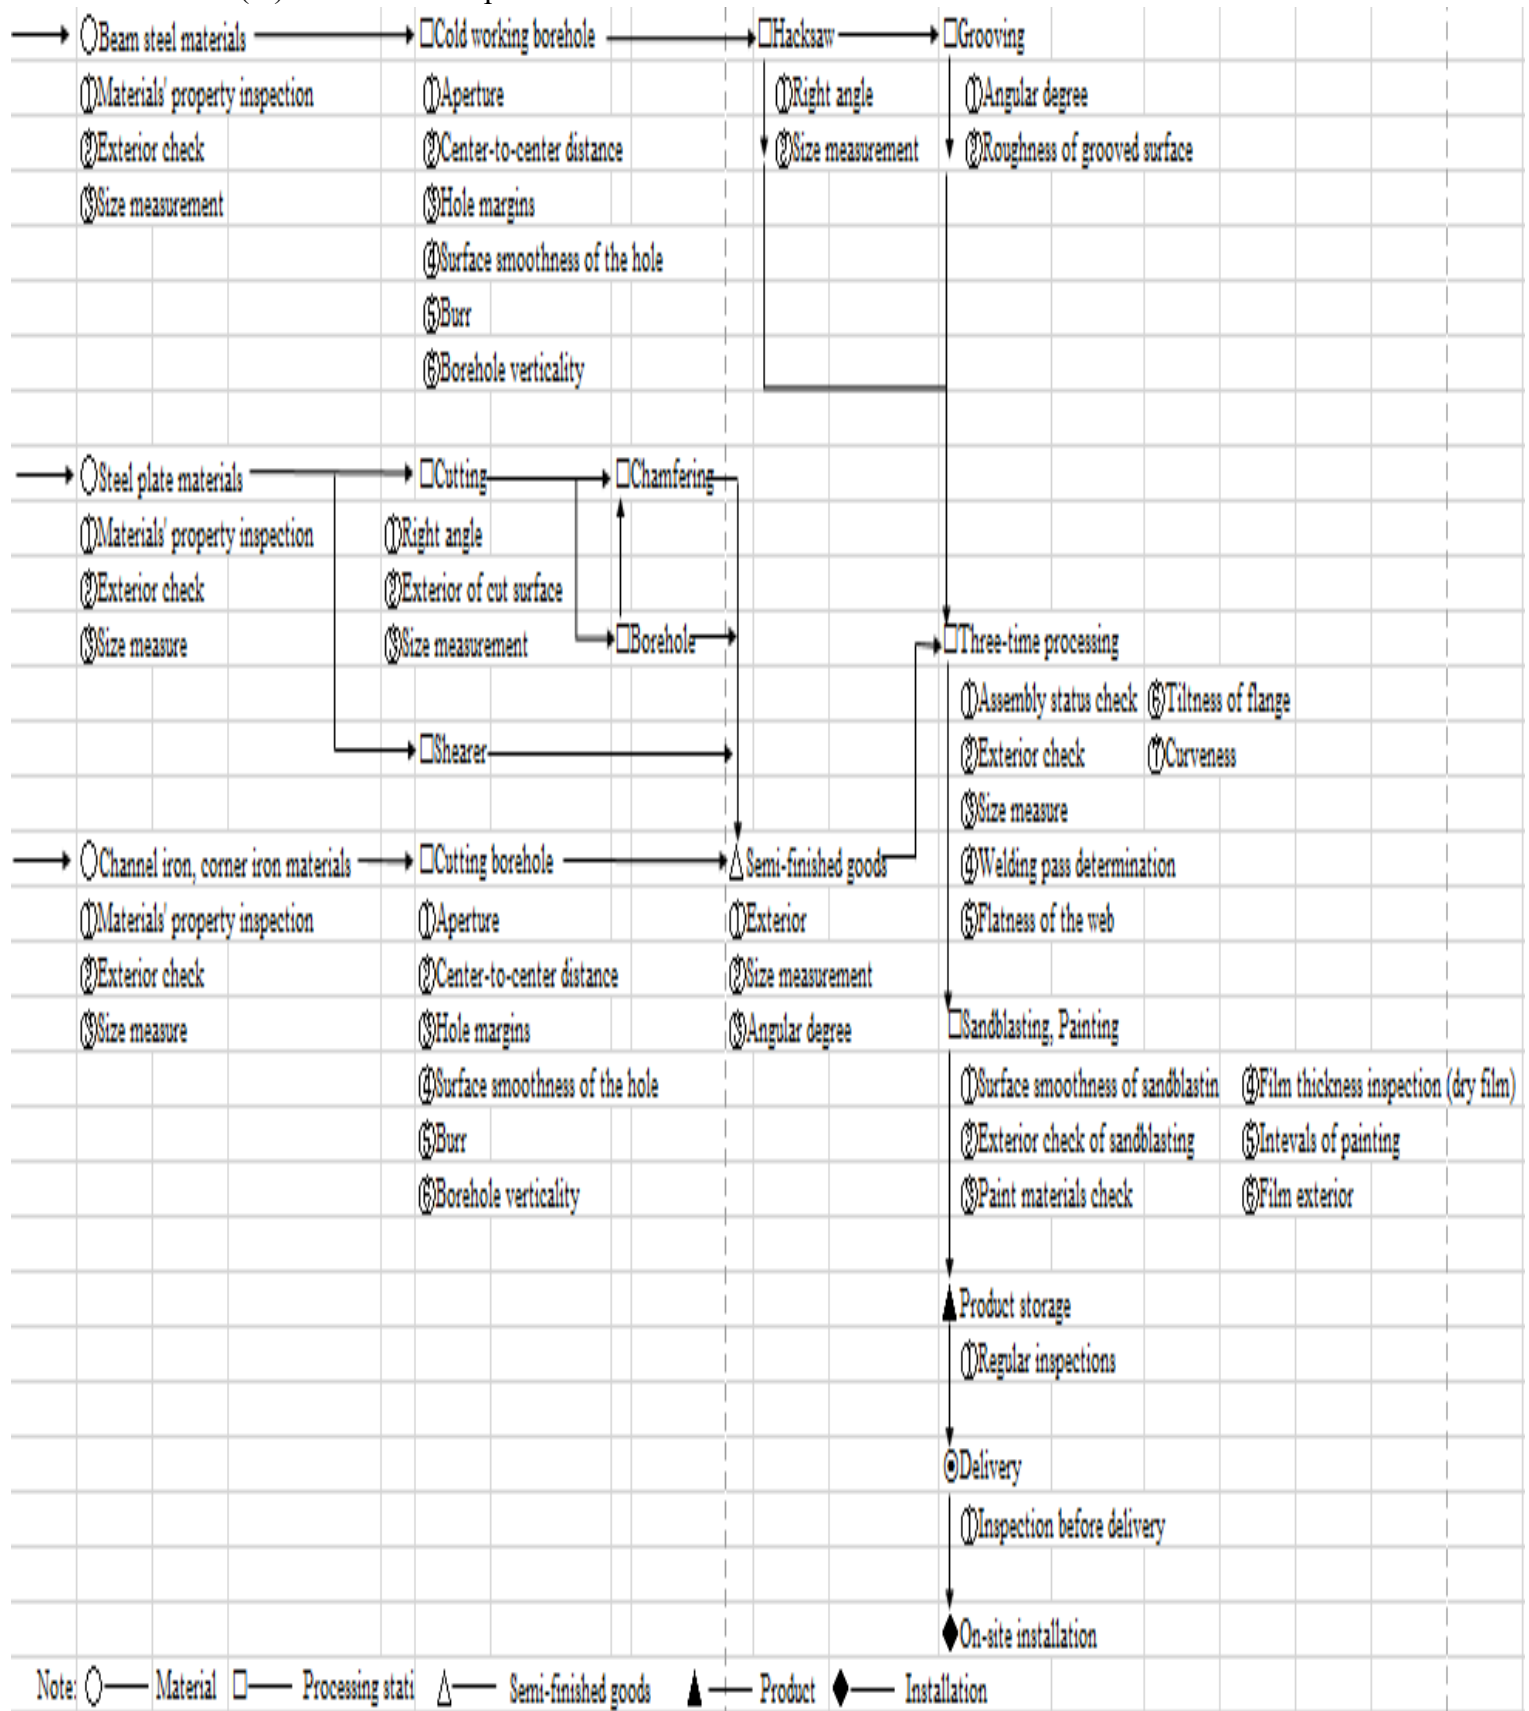 ○Beam steel materials □Cold working borehole □Hacksaw □Grooving
①Materials' property inspection ①Aperture ①Right angle ①Angular degree
②Exterior check ②Center-to-center distance ②Size measurement ②Roughness of grooved surface
③Size measurement ③Hole margins
④Surface smoothness of the hole
⑤Burr
⑥Borehole verticality
○Steel plate materials □Cutting □Chamfering
①Materials' property inspection ①Right angle
②Exterior check ②Exterior of cut surface
③Size measure ③Size measurement □Borehole □Three-time processing
①Assembly status check ⑥Tiltness of flange
□Shearer ②Exterior check ⑦Curveness
③Size measure
○Channel iron, corner iron materials □Cutting borehole △Semi-finished goods ④Welding pass determination
①Materials' property inspection ①Aperture ①Exterior ⑤Flatness of the web
②Exterior check ②Center-to-center distance ②Size measurement
③Size measure ③Hole margins ③Angular degree □Sandblasting, Painting
④Surface smoothness of the hole ①Surface smoothness of sandblastin ④Film thickness inspection (dry film)
⑤Burr ②Exterior check of sandblasting ⑤Intevals of painting
⑥Borehole verticality ③Paint materials check ⑥Film exterior
▲Product storage
①Regular inspections
◉Delivery
①Inspection before delivery
◆On-site installation
Note: ○— Material □— Processing stati △— Semi-finished goods ▲— Product ◆— Installation